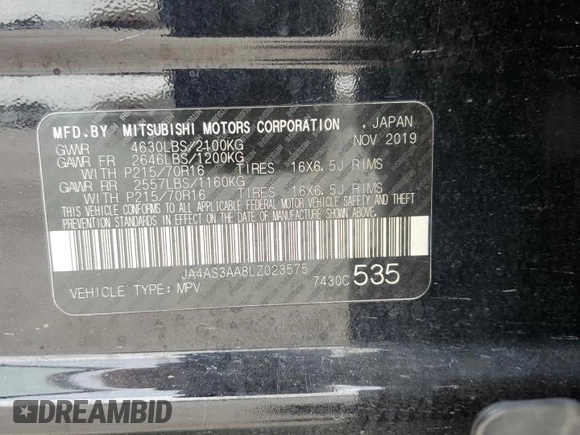 MFD.BY MITSUBISHI MOTORS CORPORATION , JAPAN
GVWR 4630LBS/2100KG NOV 2019
GAWR FR 2646LBS/1200KG
WITH P215/70R16 TIRES 16X6.5J RIMS
GAWR RR 2557LBS/1160KG
WITH P215/70R16 TIRES 16X6.5J RIMS
THIS VEHICLE CONFORMS TO ALL APPLICABLE FEDERAL MOTOR VEHICLE SAFETY,
BUMPER, AND THEFT PREVENTION STANDARDS IN EFFECT ON THE DATE OF MANUFACTURE
SHOWN ABOVE.
JA4AS3AA8LZ023575
VEHICLE TYPE: MPV 7430C 535
DREAMBID